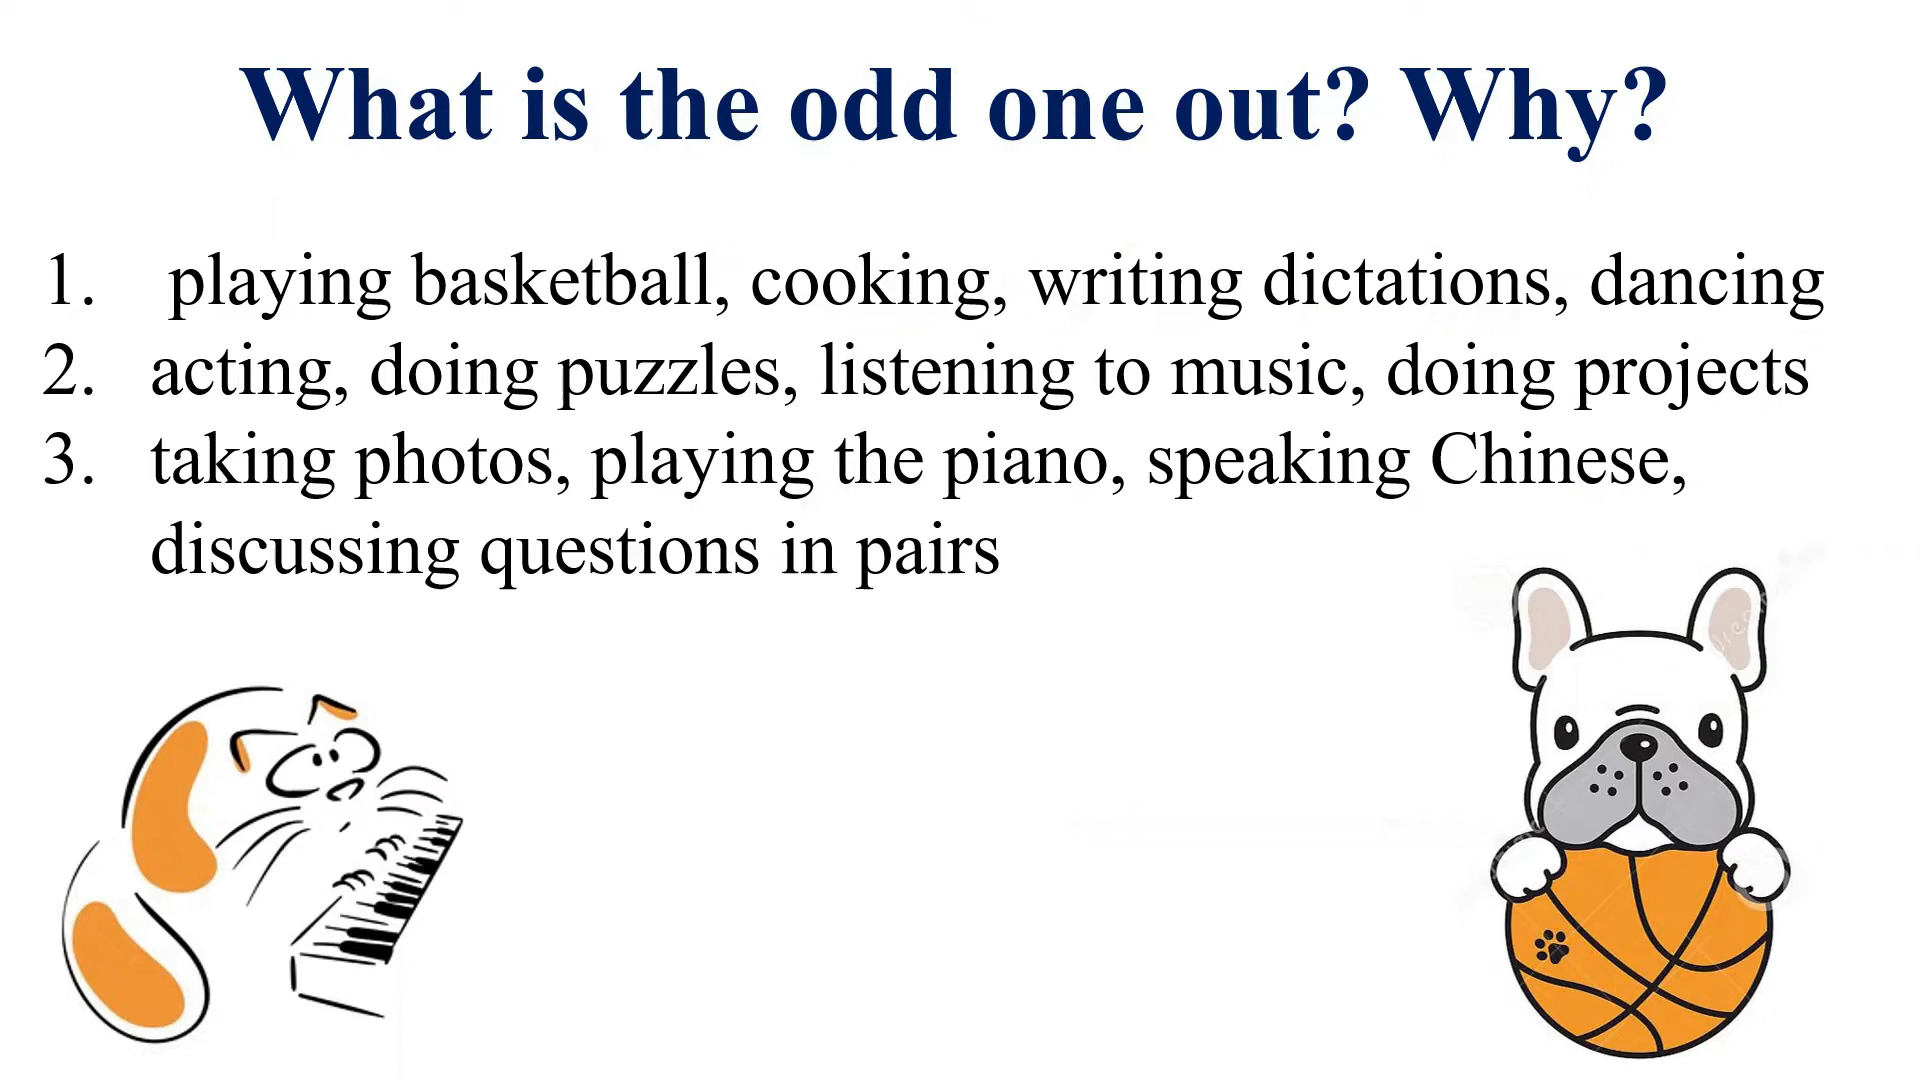 What is the odd one out? Why?
1. playing basketball, cooking, writing dictations, dancing
2. acting, doing puzzles, listening to music, doing projects
3. taking photos, playing the piano, speaking Chinese,
discussing questions in pairs